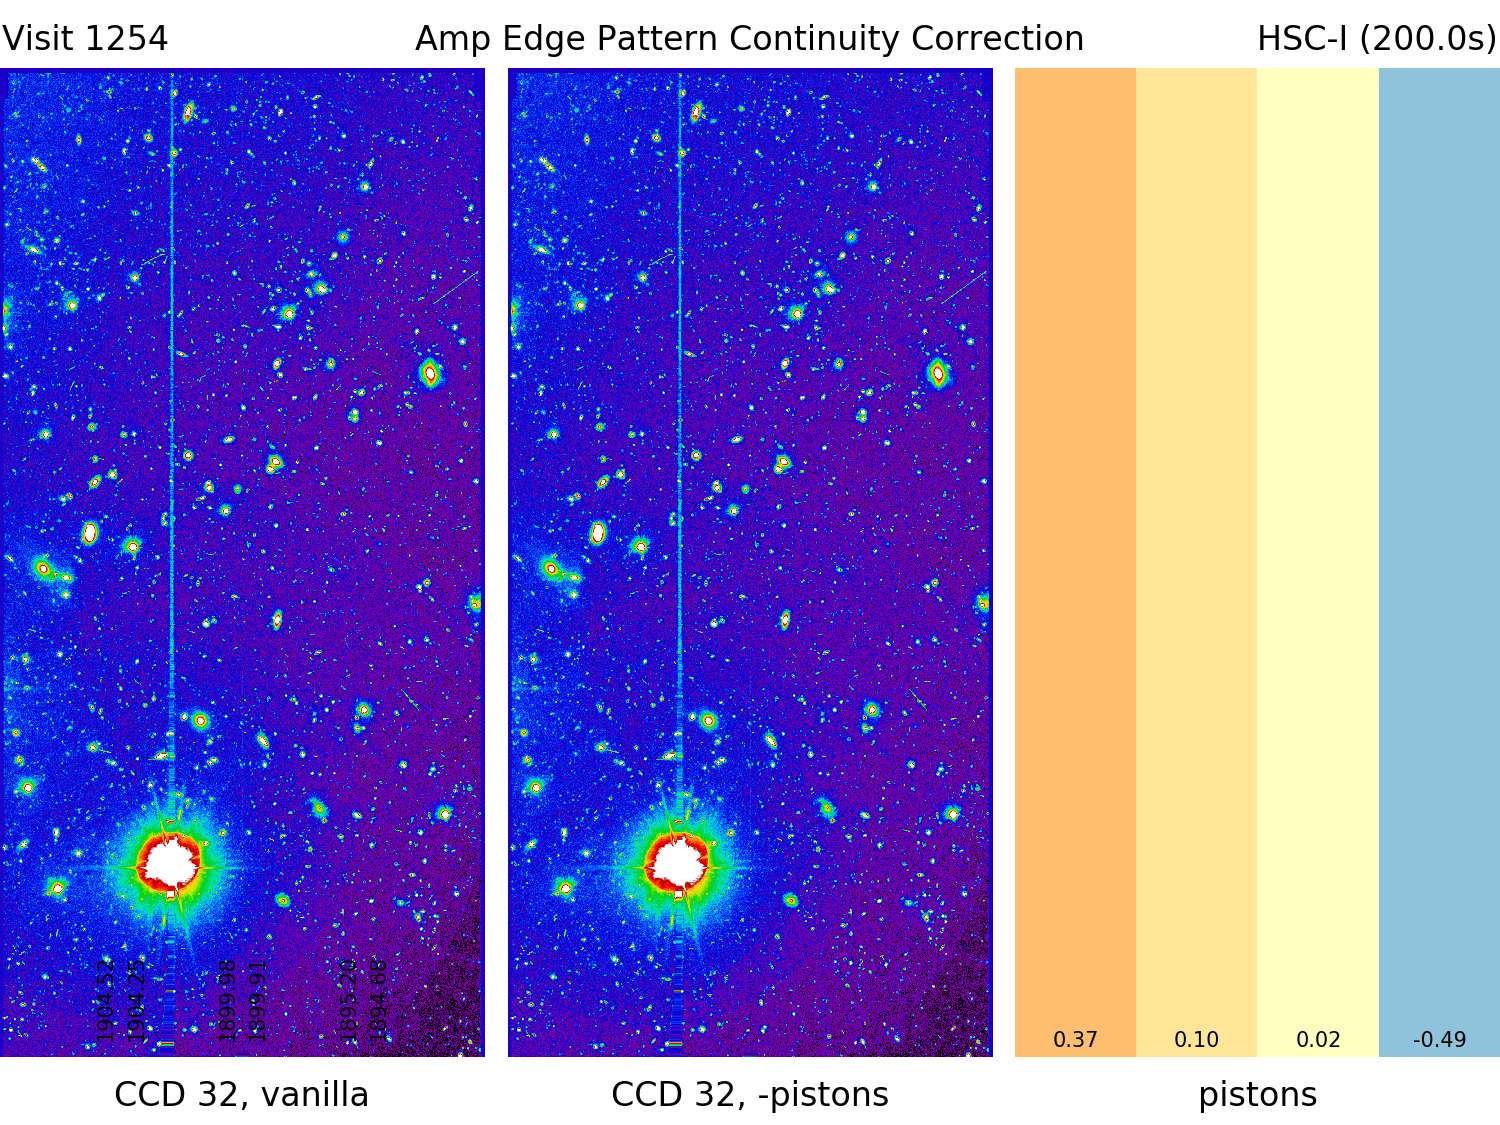 Visit 1254
Amp Edge Pattern Continuity Correction
HSC-I (200.0s)
1904.52
1904.25
1899.98
1899.91
1895.20
1894.68
0.37
0.10
0.02
-0.49
CCD 32, vanilla
CCD 32, -pistons
pistons